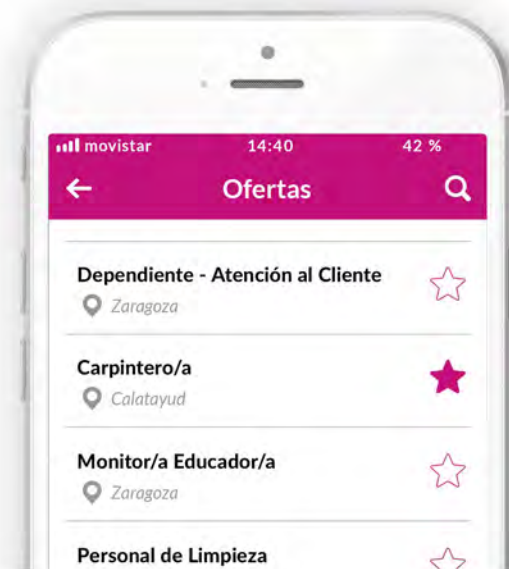 movistar 14:40 42 %
Ofertas
Dependiente - Atención al Cliente
Zaragoza
Carpintero/a
Calatayud
Monitor/a Educador/a
Zaragoza
Personal de Limpieza